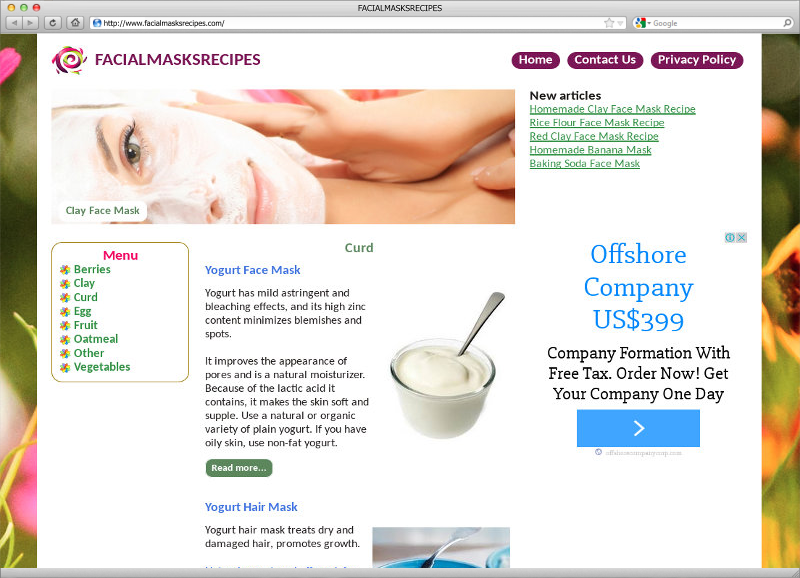 FACIALMASKSRECIPES
http://www.facialmasksrecipes.com/
Google
FACIALMASKSRECIPES
Home
Contact Us
Privacy Policy
Clay Face Mask
New articles
Homemade Clay Face Mask Recipe
Rice Flour Face Mask Recipe
Red Clay Face Mask Recipe
Homemade Banana Mask
Baking Soda Face Mask
Menu
Berries
Clay
Curd
Egg
Fruit
Oatmeal
Other
Vegetables
Curd
Yogurt Face Mask
Yogurt has mild astringent and
bleaching effects, and its high zinc
content minimizes blemishes and
spots.
It improves the appearance of
pores and is a natural moisturizer.
Because of the lactic acid it
contains, it makes the skin soft and
supple. Use a natural or organic
variety of plain yogurt. If you have
oily skin, use non-fat yogurt.
Read more...
Yogurt Hair Mask
Yogurt hair mask treats dry and
damaged hair, promotes growth.
Offshore
Company
US$399
Company Formation With
Free Tax. Order Now! Get
Your Company One Day
offshorecompanycorp.com